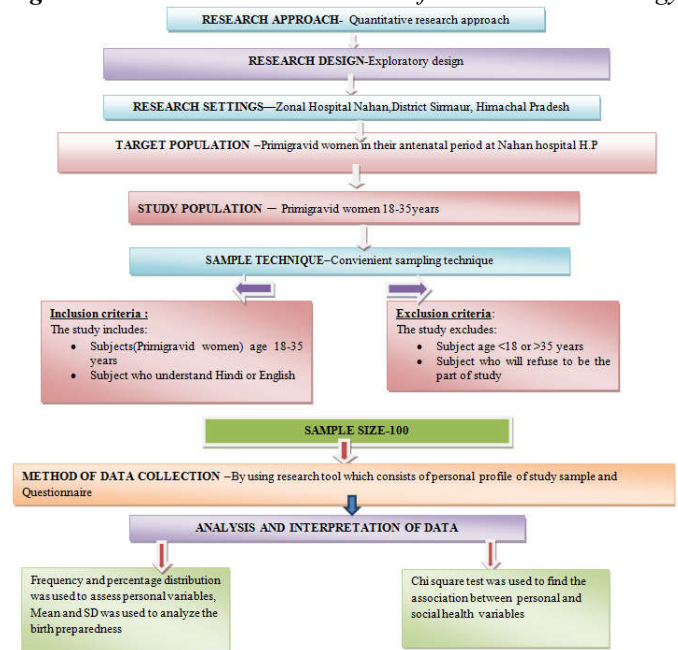 RESEARCH APPROACH- Quantitative research approach
RESEARCH DESIGN-Exploratory design
RESEARCH SETTINGS—Zonal Hospital Nahan,District Sirmaur, Himachal Pradesh
TARGET POPULATION –Primigravid women in their antenatal period at Nahan hospital H.P
STUDY POPULATION – Primigravid women 18-35years
SAMPLE TECHNIQUE–Convienient sampling technique
Inclusion criteria :
The study includes:
• Subjects(Primigravid women) age 18-35
years
• Subject who understand Hindi or English
Exclusion criteria:
The study excludes:
• Subject age <18 or >35 years
• Subject who will refuse to be the
part of study
SAMPLE SIZE-100
METHOD OF DATA COLLECTION –By using research tool which consists of personal profile of study sample and
Questionnaire
ANALYSIS AND INTERPRETATION OF DATA
Frequency and percentage distribution
was used to assess personal variables,
Mean and SD was used to analyze the
birth preparedness
Chi square test was used to find the
association between personal and
social health variables